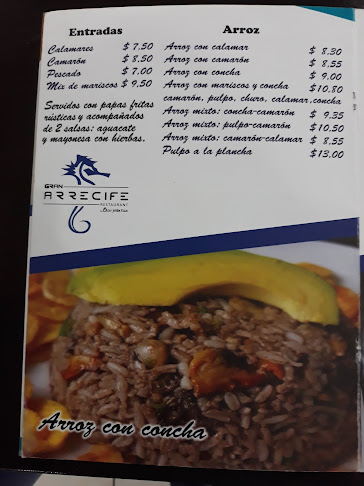 Entradas
Calamares $ 7.50
Camarón $ 8.50
Pescado $ 7.00
Mix de mariscos $ 9.50
Servidos con papas fritas
rústicas y acompañados
de 2 salsas: aguacate
y mayonesa con hierbas.
GRAN
ARRECIFE
RESTAURANT
Arroz
Arroz con calamar $ 8.30
Arroz con camarón $ 8.55
Arroz con concha $ 9.00
Arroz con mariscos y concha $10.80
camarón, pulpo, churo, calamar, concha
Arroz mixto: concha-camarón $ 9.35
Arroz mixto: pulpo-camarón $10.50
Arroz mixto: camarón-calamar $ 8.55
Pulpo a la plancha $13.00
Arroz con concha